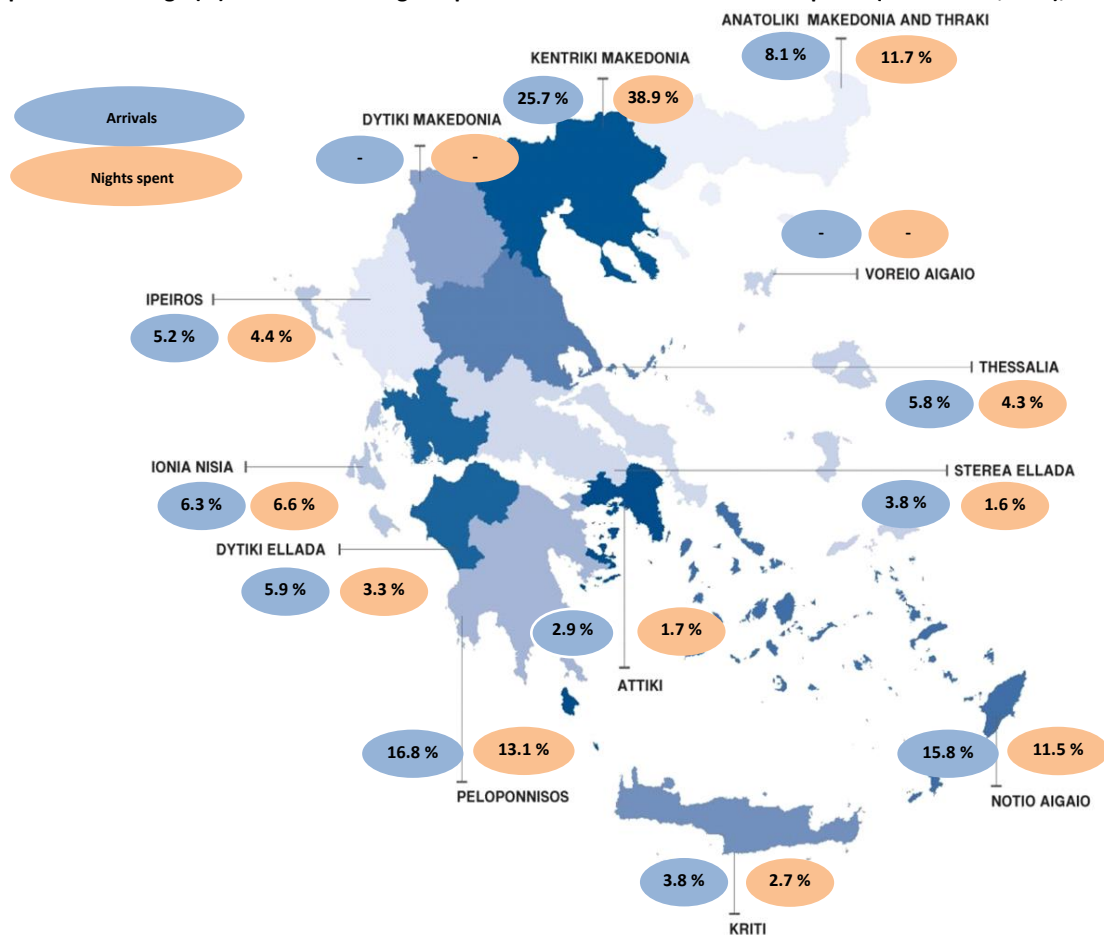 ANATOLIKI MAKEDONIA AND THRAKI
8.1 %
11.7 %
KENTRIKI MAKEDONIA
25.7 %
38.9 %
Arrivals
Nights spent
DYTIKI MAKEDONIA
-
-
-
-
VOREIO AIGAIO
IPEIROS
5.2 %
4.4 %
THESSALIA
5.8 %
4.3 %
IONIA NISIA
6.3 %
6.6 %
STEREA ELLADA
3.8 %
1.6 %
DYTIKI ELLADA
5.9 %
3.3 %
2.9 %
1.7 %
ATTIKI
16.8 %
13.1 %
PELOPONNISOS
15.8 %
11.5 %
NOTIO AIGAIO
3.8 %
2.7 %
KRITI